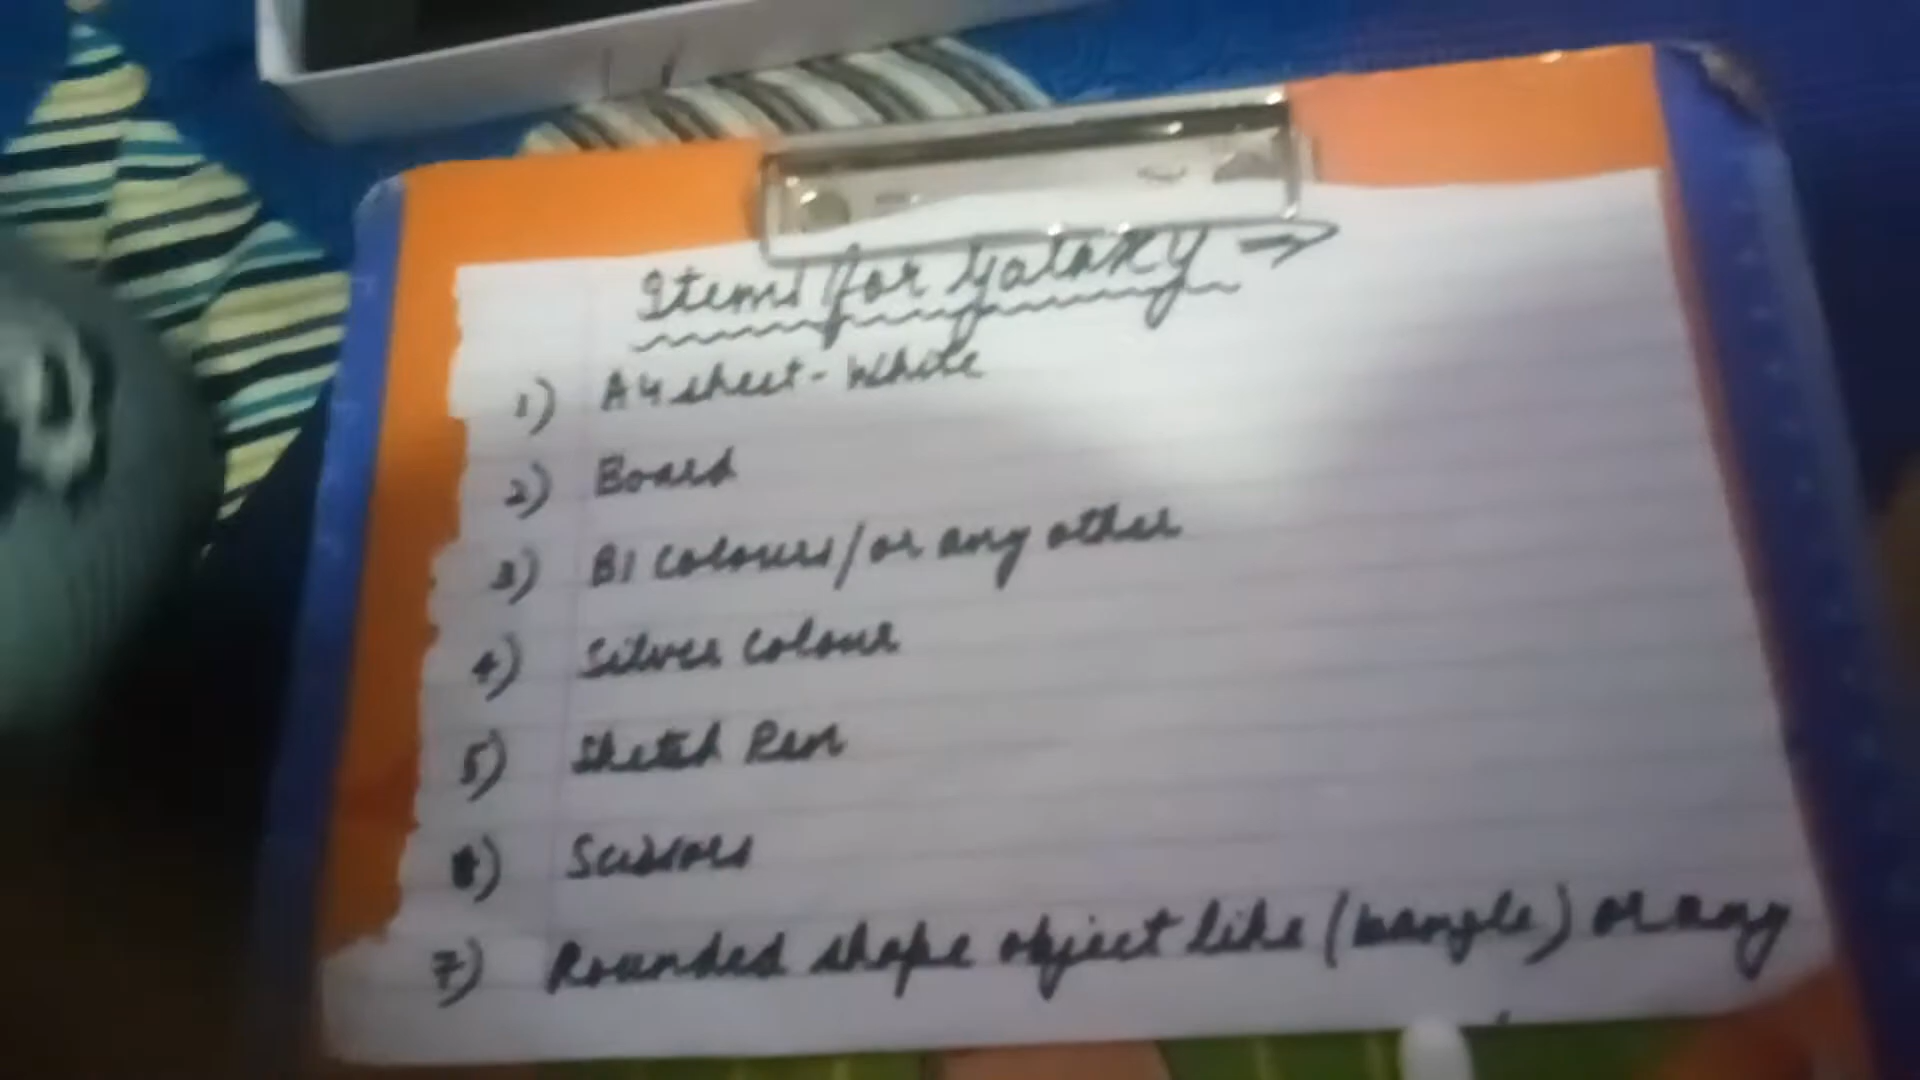 Items for Galaxy →
1) A4 sheet - White
2) Board
3) B1 colours/or any other
4) Silver Colour
5) Sketch Pen
6) Scissors
7) Rounded shape object like (bangle) or any